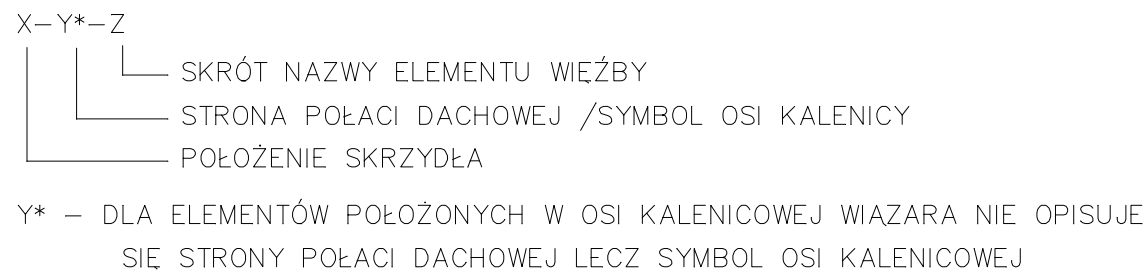 X-Y*-Z
SKRÓT NAZWY ELEMENTU WIĘŹBY
STRONA POŁACI DACHOWEJ /SYMBOL OSI KALENICY
POŁOŻENIE SKRZYDŁA
Y* - DLA ELEMENTÓW POŁOŻONYCH W OSI KALENICOWEJ WIĄZARA NIE OPISUJE
SIĘ STRONY POŁACI DACHOWEJ LECZ SYMBOL OSI KALENICOWEJ